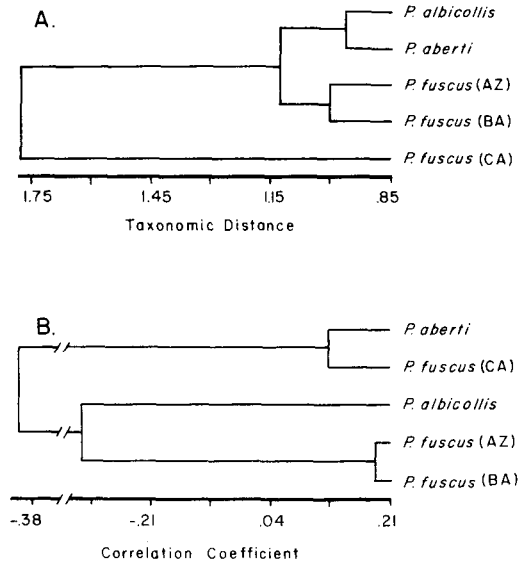 A.
P. albicollis
P. aberti
P. fuscus (AZ)
P. fuscus (BA)
P. fuscus (CA)
1.75 1.45 1.15 .85
Taxonomic Distance
B.
P. aberti
P. fuscus (CA)
P. albicollis
P. fuscus (AZ)
P. fuscus (BA)
-.38 -.21 .04 .21
Correlation Coefficient